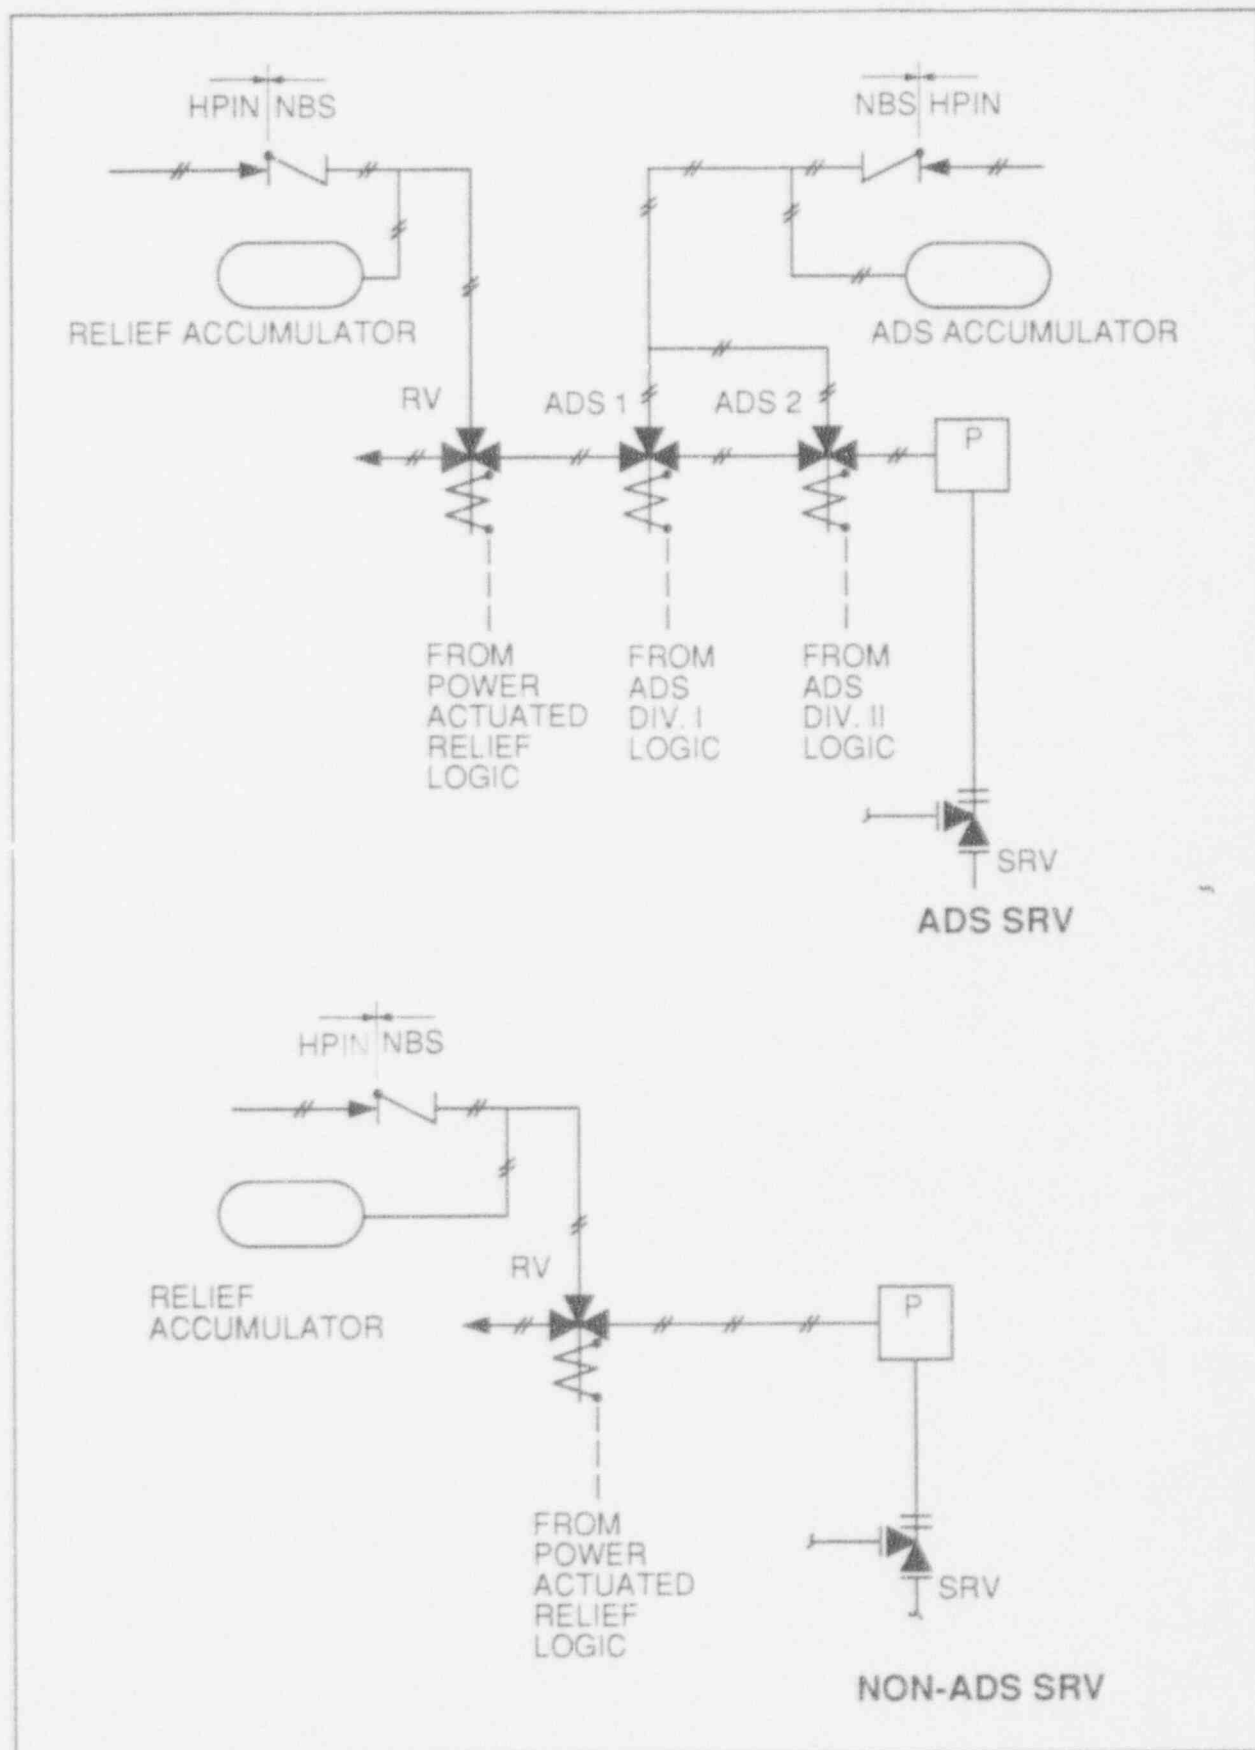 HPIN NBS
NBS HPIN
RELIEF ACCUMULATOR
ADS ACCUMULATOR
RV
ADS 1
ADS 2
P
FROM
POWER
ACTUATED
RELIEF
LOGIC
FROM
ADS
DIV. I
LOGIC
FROM
ADS
DIV. II
LOGIC
SRV
ADS SRV
HPIN NBS
RELIEF
ACCUMULATOR
RV
P
FROM
POWER
ACTUATED
RELIEF
LOGIC
SRV
NON-ADS SRV